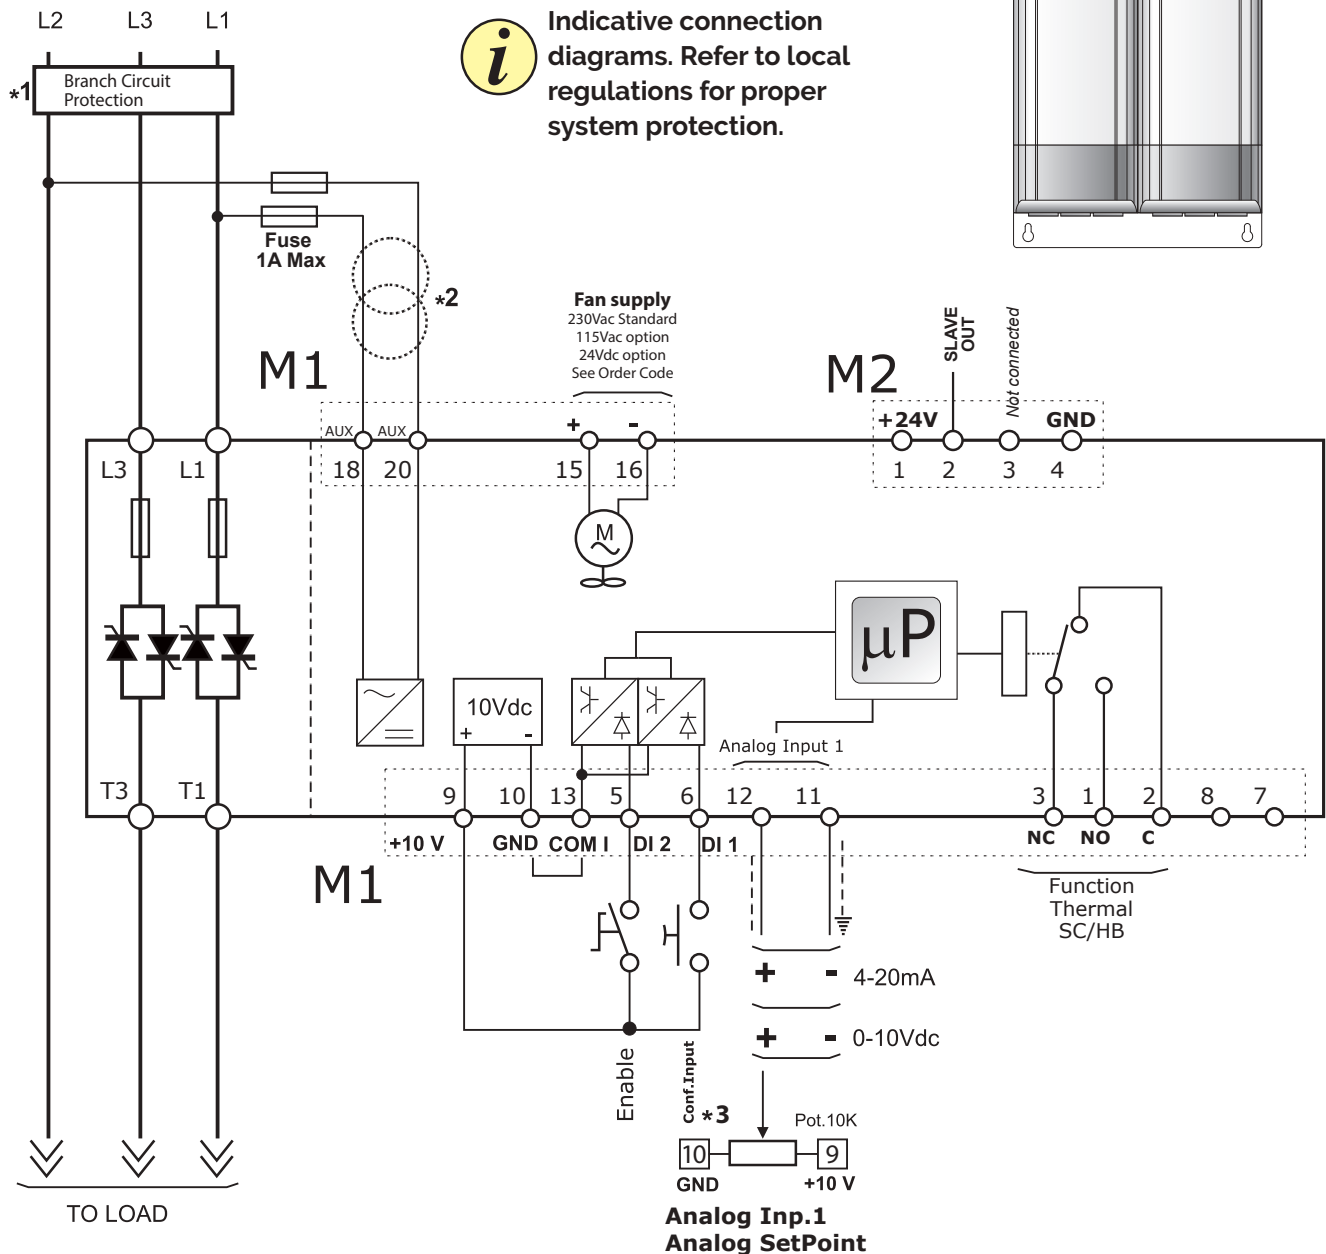 L2 L3 L1
*1 Branch Circuit
Protection
i
Indicative connection
diagrams. Refer to local
regulations for proper
system protection.
Fuse
1A Max
*2
Fan supply
230Vac Standard
115Vac option
24Vdc option
See Order Code
M1
M2
SLAVE
OUT
Not connected
AUX AUX + -
+24V GND
L3 L1 18 20 15 16 1 2 3 4
M
µP
10Vdc
+ -
Analog Input 1
T3 T1 9 10 13 5 6 12 11 3 1 2 8 7
+10 V GND COM I DI 2 DI 1 NC NO C
M1
Function
Thermal
SC/HB
+ - 4-20mA
+ - 0-10Vdc
Enable
Conf.Input
*3
Pot.10K
10 9
GND +10 V
Analog Inp.1
Analog SetPoint
TO LOAD